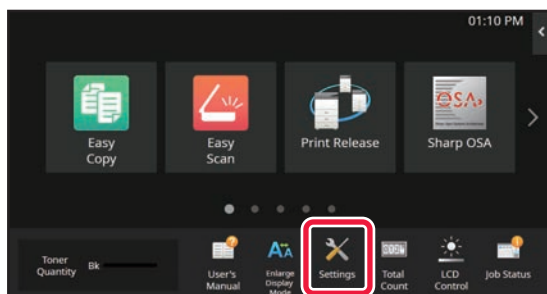 01:10 PM
Easy
Copy
Easy
Scan
Print Release
OSA
Sharp OSA
Toner
Quantity
Bk
User's
Manual
Enlarge
Display
Mode
Settings
Total
Count
LCD
Control
Job Status